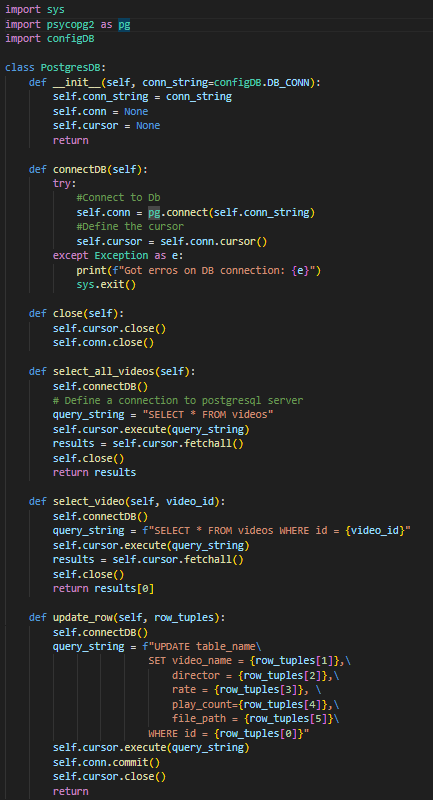 import sys
import psycopg2 as pg
import configDB

class PostgresDB:
    def __init__(self, conn_string=configDB.DB_CONN):
        self.conn_string = conn_string
        self.conn = None
        self.cursor = None
        return

    def connectDB(self):
        try:
            #Connect to Db
            self.conn = pg.connect(self.conn_string)
            #Define the cursor
            self.cursor = self.conn.cursor()
        except Exception as e:
            print(f"Got erros on DB connection: {e}")
            sys.exit()

    def close(self):
        self.cursor.close()
        self.conn.close()

    def select_all_videos(self):
        self.connectDB()
        # Define a connection to postgresql server
        query_string = "SELECT * FROM videos"
        self.cursor.execute(query_string)
        results = self.cursor.fetchall()
        self.close()
        return results

    def select_video(self, video_id):
        self.connectDB()
        query_string = f"SELECT * FROM videos WHERE id = {video_id}"
        self.cursor.execute(query_string)
        results = self.cursor.fetchall()
        self.close()
        return results[0]

    def update_row(self, row_tuples):
        self.connectDB()
        query_string = f"UPDATE table_name\
                        SET video_name = {row_tuples[1]},\
                            director = {row_tuples[2]},\
                            rate = {row_tuples[3]}, \
                            play_count={row_tuples[4]},\
                            file_path = {row_tuples[5]}\
                        WHERE id = {row_tuples[0]}"
        self.cursor.execute(query_string)
        self.conn.commit()
        self.cursor.close()
        return